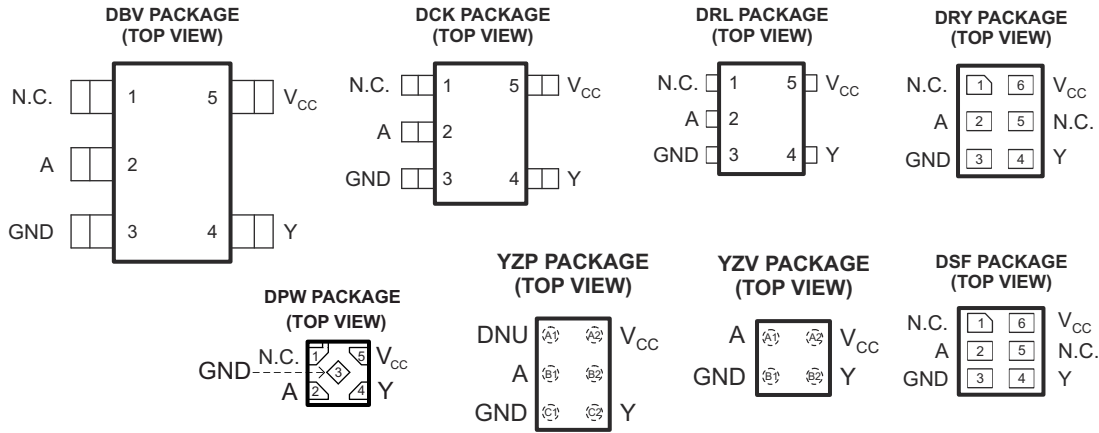 DBV PACKAGE
(TOP VIEW)
N.C. 1 5 VCC
A 2
GND 3 4 Y
DCK PACKAGE
(TOP VIEW)
N.C. 1 5 VCC
A 2
GND 3 4 Y
DRL PACKAGE
(TOP VIEW)
N.C. 1 5 VCC
A 2
GND 3 4 Y
DRY PACKAGE
(TOP VIEW)
N.C. 1 6 VCC
A 2 5 N.C.
GND 3 4 Y
DPW PACKAGE
(TOP VIEW)
N.C. 1 5 VCC
GND 3
A 2 4 Y
YZP PACKAGE
(TOP VIEW)
DNU A1 A2 VCC
A B1 B2
GND C1 C2 Y
YZV PACKAGE
(TOP VIEW)
A A1 A2 VCC
GND B1 B2 Y
DSF PACKAGE
(TOP VIEW)
N.C. 1 6 VCC
A 2 5 N.C.
GND 3 4 Y